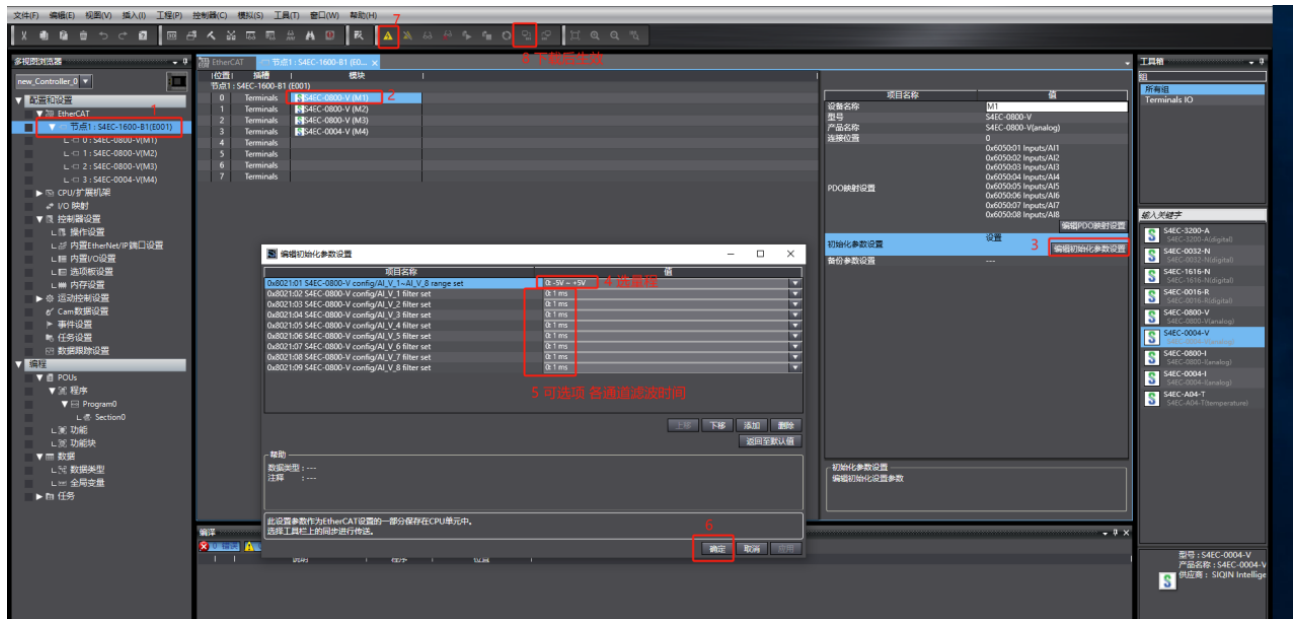 文件(F) 编辑(E) 视图(V) 插入(I) 工程(P) 控制器(C) 模拟(S) 工具(T) 窗口(W) 帮助(H)
7
8 下载后生效
多视图浏览器
new_Controller_0
配置和设置
1
EtherCAT
节点1 : S4EC-1600-B1(E001)
0 : S4EC-0800-V(M1)
1 : S4EC-0800-V(M2)
2 : S4EC-0800-V(M3)
3 : S4EC-0004-V(M4)
CPU/扩展机架
I/O 映射
控制器设置
操作设置
内置EtherNet/IP端口设置
内置I/O设置
选项板设置
内存设置
运动控制设置
Cam数据设置
事件设置
任务设置
数据跟踪设置
编程
POUs
程序
Program0
Section0
功能
功能块
数据
数据类型
全局变量
任务
EtherCAT 节点1 : S4EC-1600-B1 (E0... x
位置 插槽 模块
节点1 : S4EC-1600-B1 (E001)
0 Terminals S4EC-0800-V (M1) 2
1 Terminals S4EC-0800-V (M2)
2 Terminals S4EC-0800-V (M3)
3 Terminals S4EC-0004-V (M4)
4 Terminals
5 Terminals
6 Terminals
7 Terminals
项目名称 值
设备名称 M1
型号 S4EC-0800-V
产品名称 S4EC-0800-V(analog)
连接位置 0
PDO映射设置
0x6050:01 Inputs/AI1
0x6050:02 Inputs/AI2
0x6050:03 Inputs/AI3
0x6050:04 Inputs/AI4
0x6050:05 Inputs/AI5
0x6050:06 Inputs/AI6
0x6050:07 Inputs/AI7
0x6050:08 Inputs/AI8
编辑PDO映射设置
初始化参数设置 设置 3 编辑初始化参数设置
备份参数设置 ---
初始化参数设置
编辑初始化设置参数
编辑初始化参数设置
项目名称 值
0x8021:01 S4EC-0800-V config/AI_V_1~AI_V_8 range set 0: -5V ~ +5V 4 选量程
0x8021:02 S4EC-0800-V config/AI_V_1 filter set 0: 1 ms
0x8021:03 S4EC-0800-V config/AI_V_2 filter set 0: 1 ms
0x8021:04 S4EC-0800-V config/AI_V_3 filter set 0: 1 ms
0x8021:05 S4EC-0800-V config/AI_V_4 filter set 0: 1 ms
0x8021:06 S4EC-0800-V config/AI_V_5 filter set 0: 1 ms
0x8021:07 S4EC-0800-V config/AI_V_6 filter set 0: 1 ms
0x8021:08 S4EC-0800-V config/AI_V_7 filter set 0: 1 ms
0x8021:09 S4EC-0800-V config/AI_V_8 filter set 0: 1 ms
5 可选项 各通道滤波时间
上移 下移 添加 删除
返回至默认值
帮助
数据类型 : ---
注释 : ---
此设置参数作为EtherCAT设置的一部分保存在CPU单元中。
选择工具栏上的同步进行传送。
6
确定 取消 应用
编译
0 错误
说明 程序 位置
工具箱
组
所有组
Terminals IO
输入关键字
S4EC-3200-A
S4EC-3200-A(digital)
S4EC-0032-N
S4EC-0032-N(digital)
S4EC-1616-N
S4EC-1616-N(digital)
S4EC-0016-R
S4EC-0016-R(digital)
S4EC-0800-V
S4EC-0800-V(analog)
S4EC-0004-V
S4EC-0004-V(analog)
S4EC-0800-I
S4EC-0800-I(analog)
S4EC-0004-I
S4EC-0004-I(analog)
S4EC-A04-T
S4EC-A04-T(temperature)
型号 : S4EC-0004-V
产品名称 : S4EC-0004-V
供应商 : SIQIN Intellige